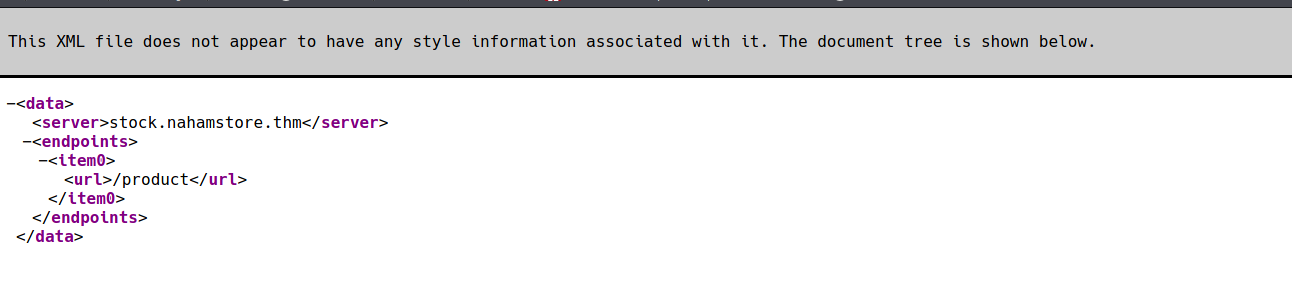 This XML file does not appear to have any style information associated with it. The document tree is shown below.
−<data>
<server>stock.nahamstore.thm</server>
−<endpoints>
−<item0>
<url>/product</url>
</item0>
</endpoints>
</data>